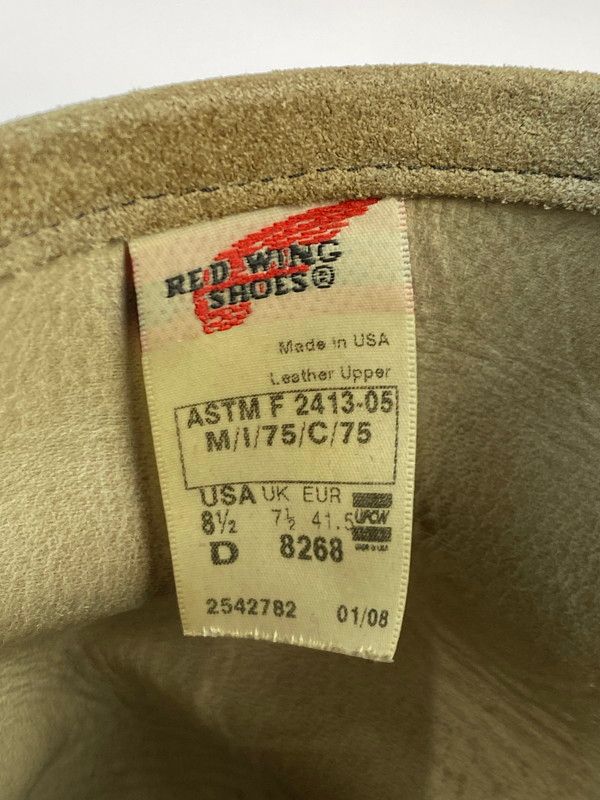 RED WING
SHOES®
Made in USA
Leather Upper
ASTM F 2413-05
M/I/75/C/75
USA UK EUR
8½ 7½ 41.5 UFCW
D 8268
2542782 01/08